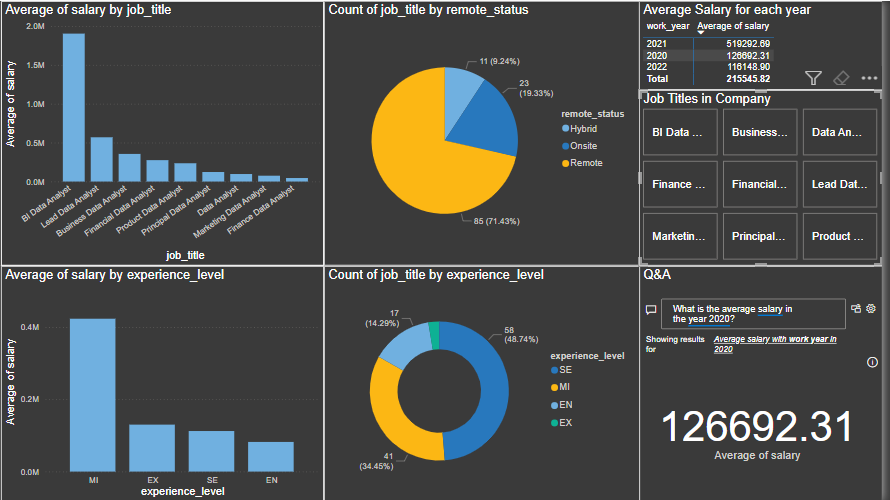 Average of salary by job_title
Average of salary
2.0M
1.5M
1.0M
0.5M
0.0M
BI Data Analyst
Lead Data Analyst
Business Data Analyst
Financial Data Analyst
Product Data Analyst
Principal Data Analyst
Data Analyst
Marketing Data Analyst
Finance Data Analyst
job_title
Count of job_title by remote_status
11 (9.24%)
23
(19.33%)
85 (71.43%)
remote_status
Hybrid
Onsite
Remote
Average Salary for each year
work_year Average of salary
2021 519292.69
2020 126692.31
2022 116148.90
Total 215545.82
Job Titles in Company
BI Data ... Business... Data An...
Finance ... Financial... Lead Dat...
Marketin... Principal... Product ...
Average of salary by experience_level
Average of salary
0.4M
0.2M
0.0M
MI EX SE EN
experience_level
Count of job_title by experience_level
17
(14.29%)
58
(48.74%)
41
(34.45%)
experience_level
SE
MI
EN
EX
Q&A
What is the average salary in
the year 2020?
Showing results
for
Average salary with work year in
2020
126692.31
Average of salary